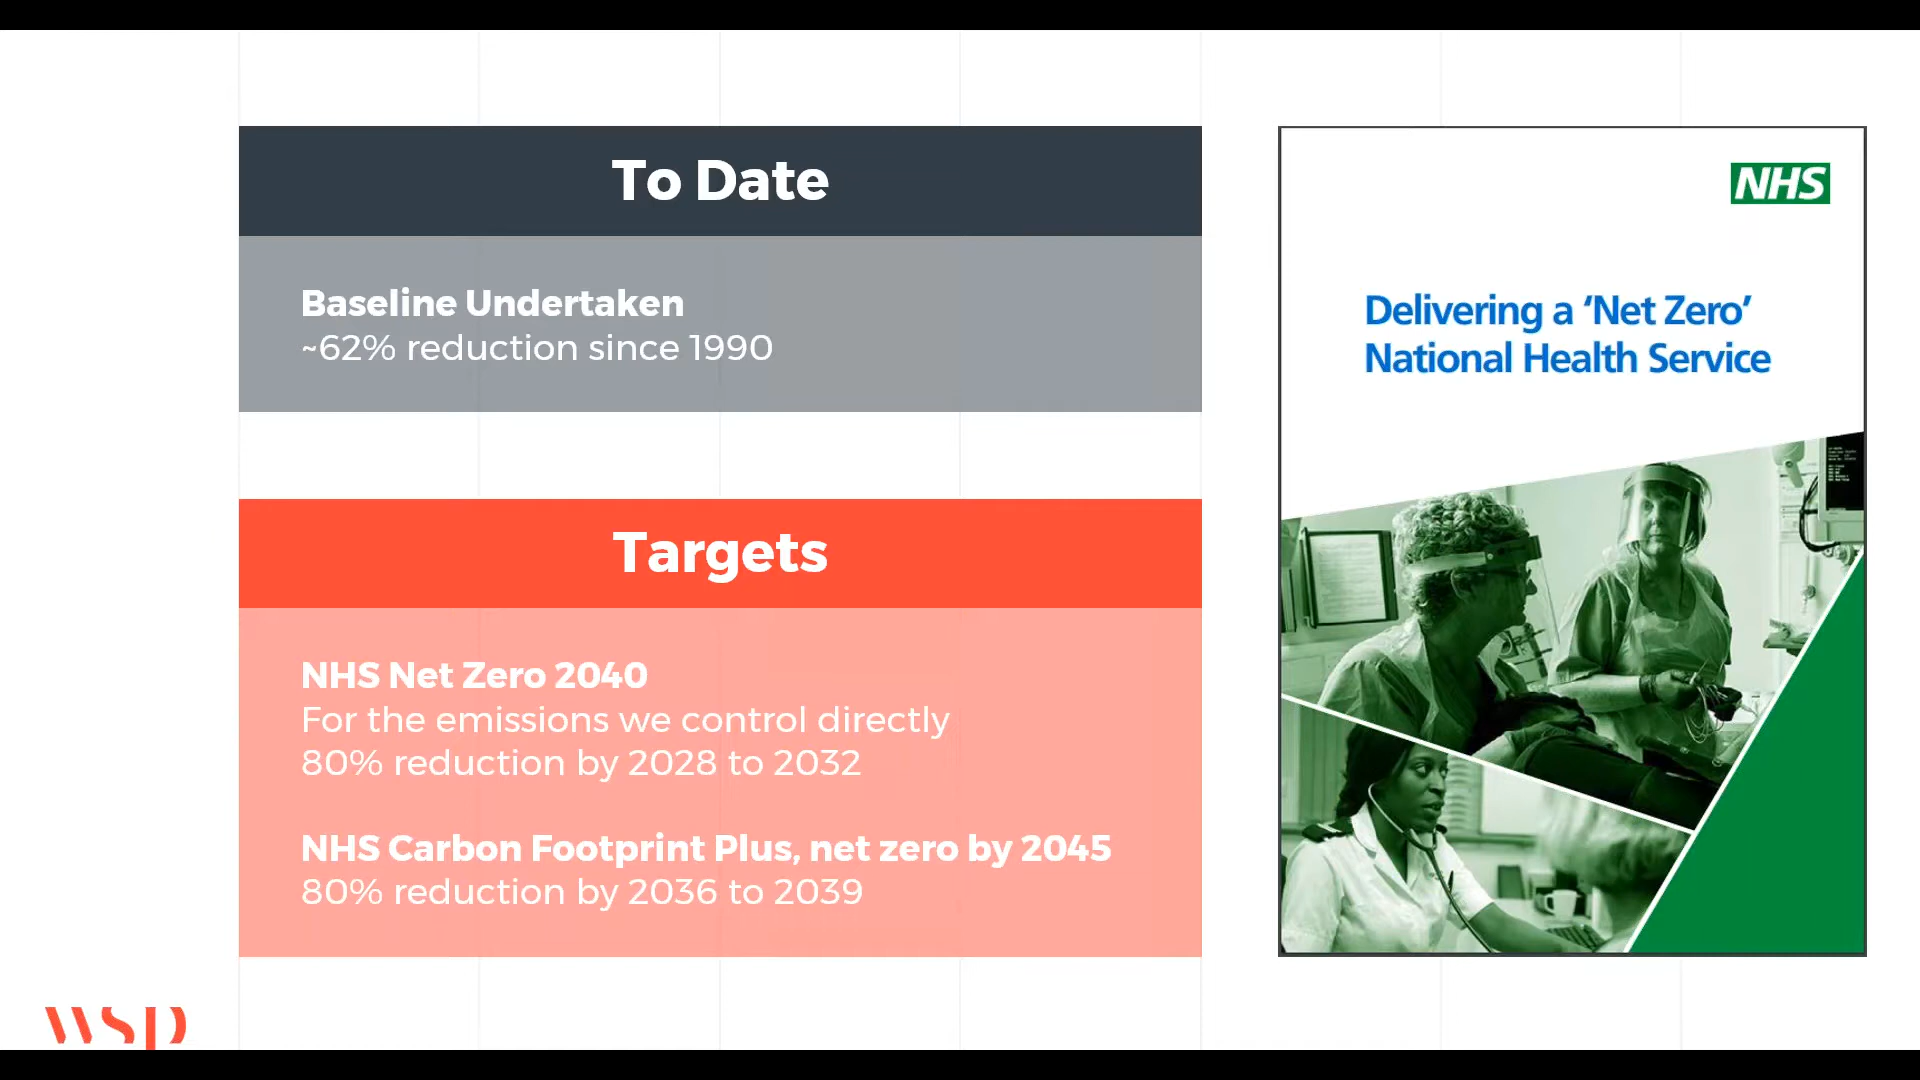 To Date
Baseline Undertaken
~62% reduction since 1990
Targets
NHS Net Zero 2040
For the emissions we control directly
80% reduction by 2028 to 2032
NHS Carbon Footprint Plus, net zero by 2045
80% reduction by 2036 to 2039
NHS
Delivering a ‘Net Zero’
National Health Service
wsp